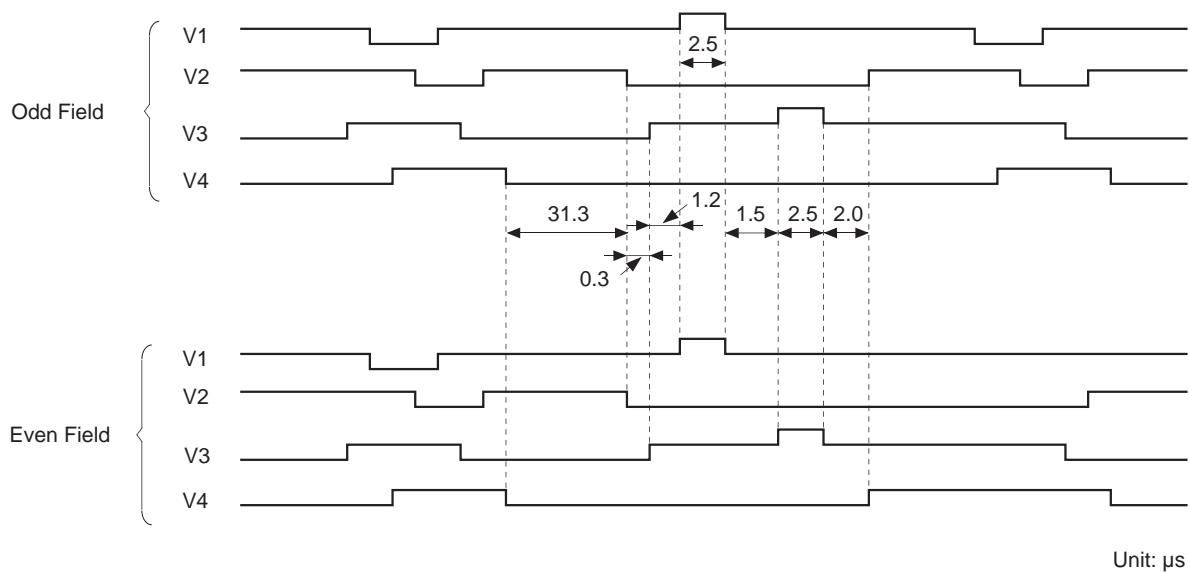 Odd Field
V1
2.5
V2
V3
V4
31.3
1.2
1.5
2.5
2.0
0.3
Even Field
V1
V2
V3
V4
Unit: µs